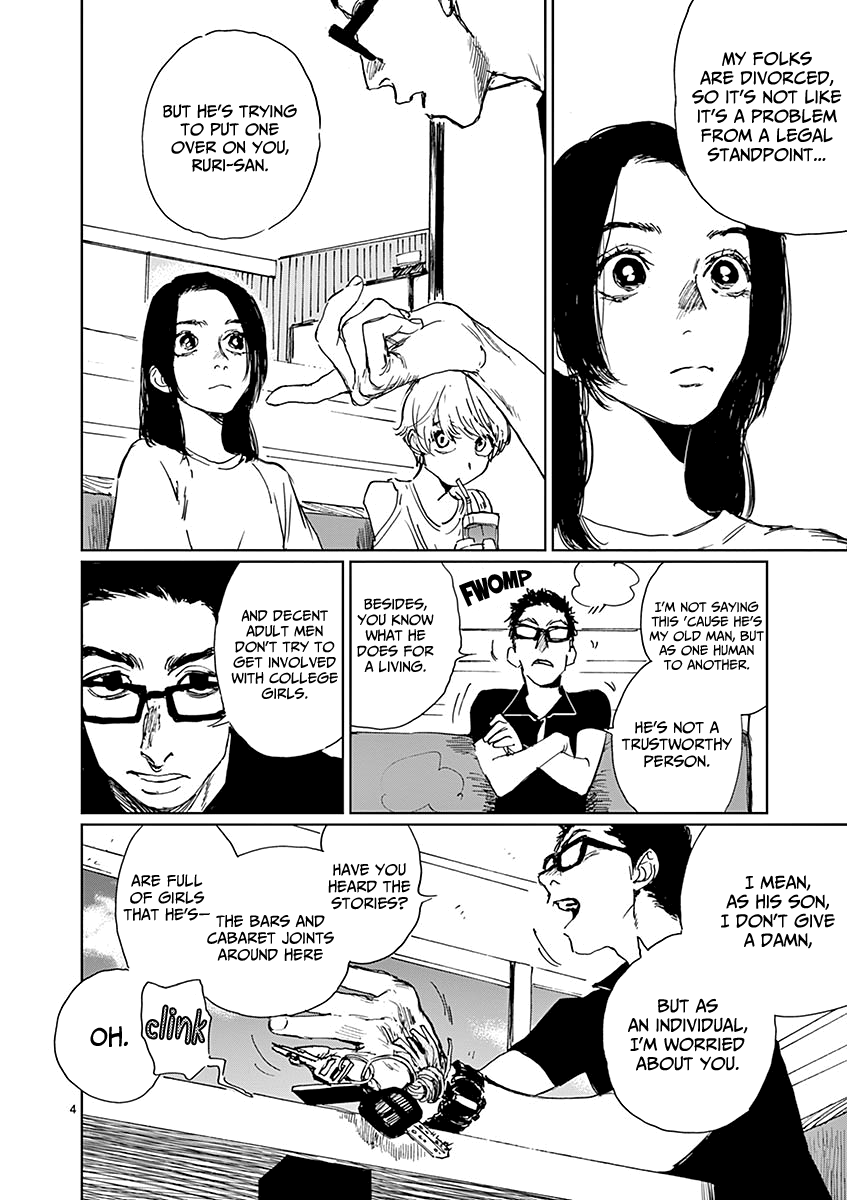 MY FOLKS
ARE DIVORCED,
SO IT'S NOT LIKE
IT'S A PROBLEM
FROM A LEGAL
STANDPOINT...
BUT HE'S TRYING
TO PUT ONE
OVER ON YOU,
RURI-SAN.
I'M NOT SAYING
THIS 'CAUSE HE'S
MY OLD MAN, BUT
AS ONE HUMAN
TO ANOTHER.
HE'S NOT A
TRUSTWORTHY
PERSON.
FWOMP
BESIDES,
YOU KNOW
WHAT HE
DOES FOR
A LIVING.
AND DECENT
ADULT MEN
DON'T TRY TO
GET INVOLVED
WITH COLLEGE
GIRLS.
I MEAN,
AS HIS SON,
I DON'T GIVE
A DAMN,
BUT AS
AN INDIVIDUAL,
I'M WORRIED
ABOUT YOU.
HAVE YOU
HEARD THE
STORIES?
THE BARS AND
CABARET JOINTS
AROUND HERE
ARE FULL
OF GIRLS
THAT HE'S—
clink
OH.
4